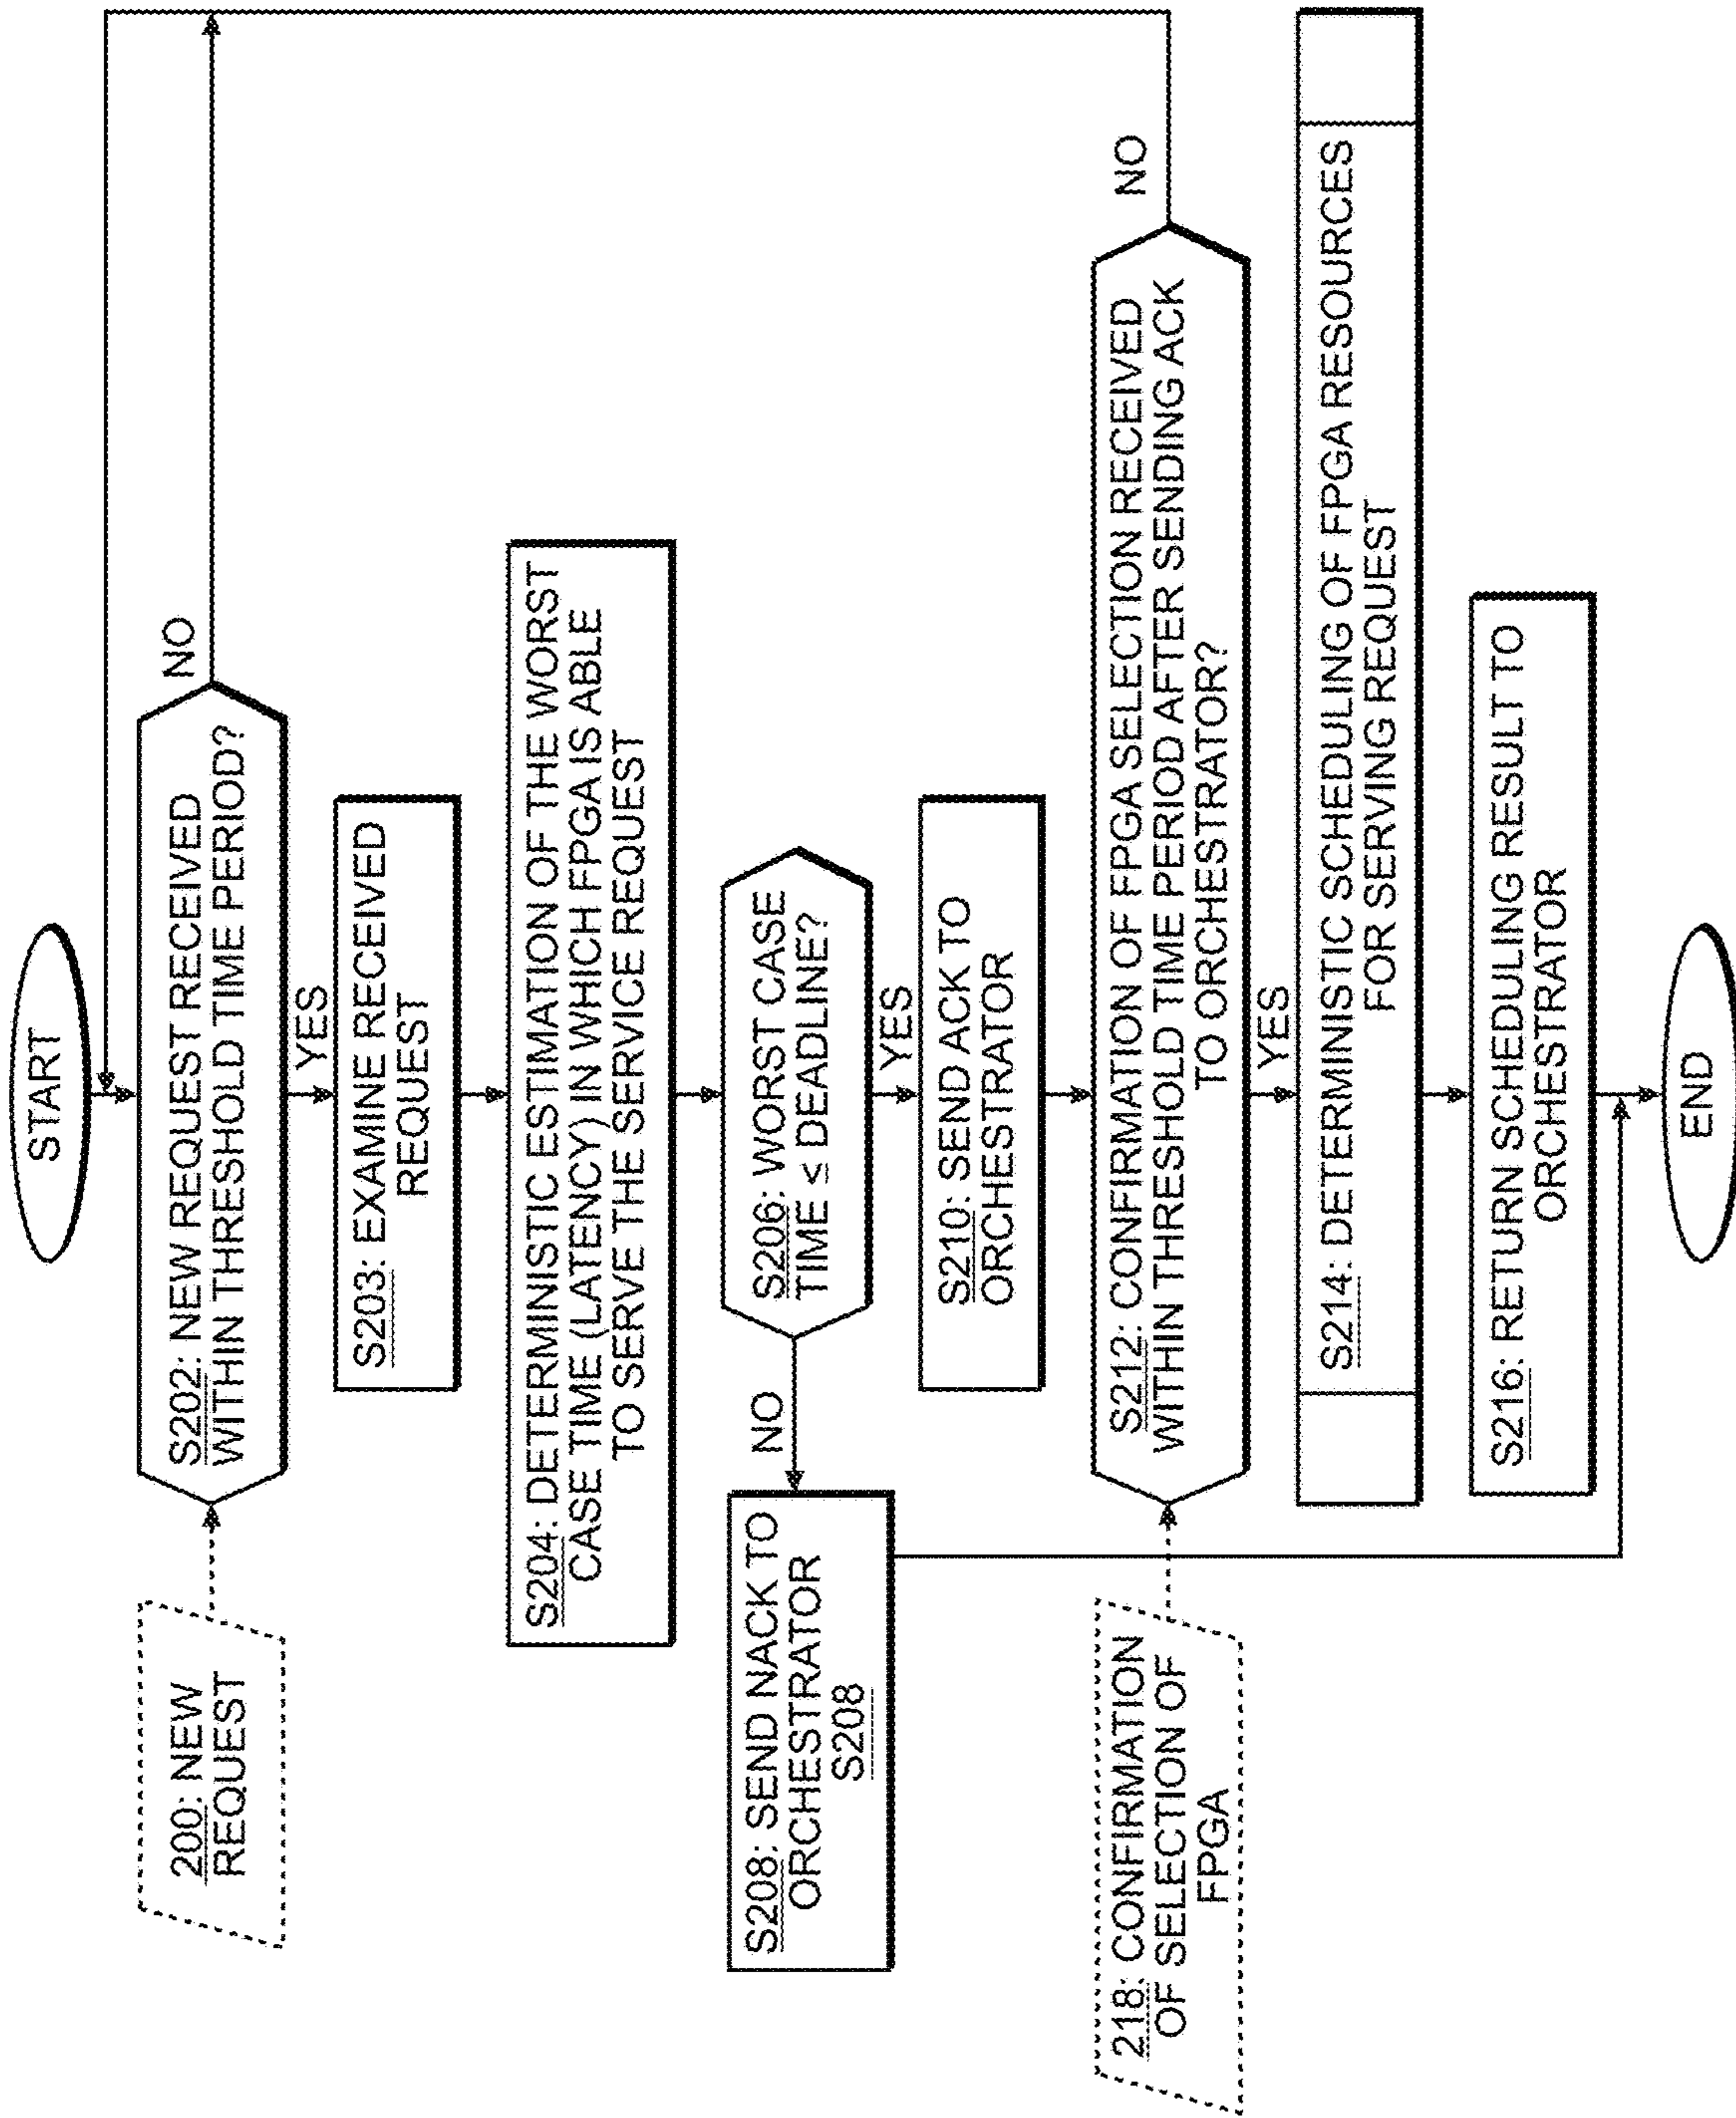 START
200: NEW
REQUEST
S202: NEW REQUEST RECEIVED
WITHIN THRESHOLD TIME PERIOD?
NO
YES
S203: EXAMINE RECEIVED
REQUEST
S204: DETERMINISTIC ESTIMATION OF THE WORST
CASE TIME (LATENCY) IN WHICH FPGA IS ABLE
TO SERVE THE SERVICE REQUEST
S206: WORST CASE
TIME ≤ DEADLINE?
NO
YES
S208: SEND NACK TO
ORCHESTRATOR
S208
S210: SEND ACK TO
ORCHESTRATOR
218: CONFIRMATION
OF SELECTION OF
FPGA
S212: CONFIRMATION OF FPGA SELECTION RECEIVED
WITHIN THRESHOLD TIME PERIOD AFTER SENDING ACK
TO ORCHESTRATOR?
NO
YES
S214: DETERMINISTIC SCHEDULING OF FPGA RESOURCES
FOR SERVING REQUEST
S216: RETURN SCHEDULING RESULT TO
ORCHESTRATOR
END